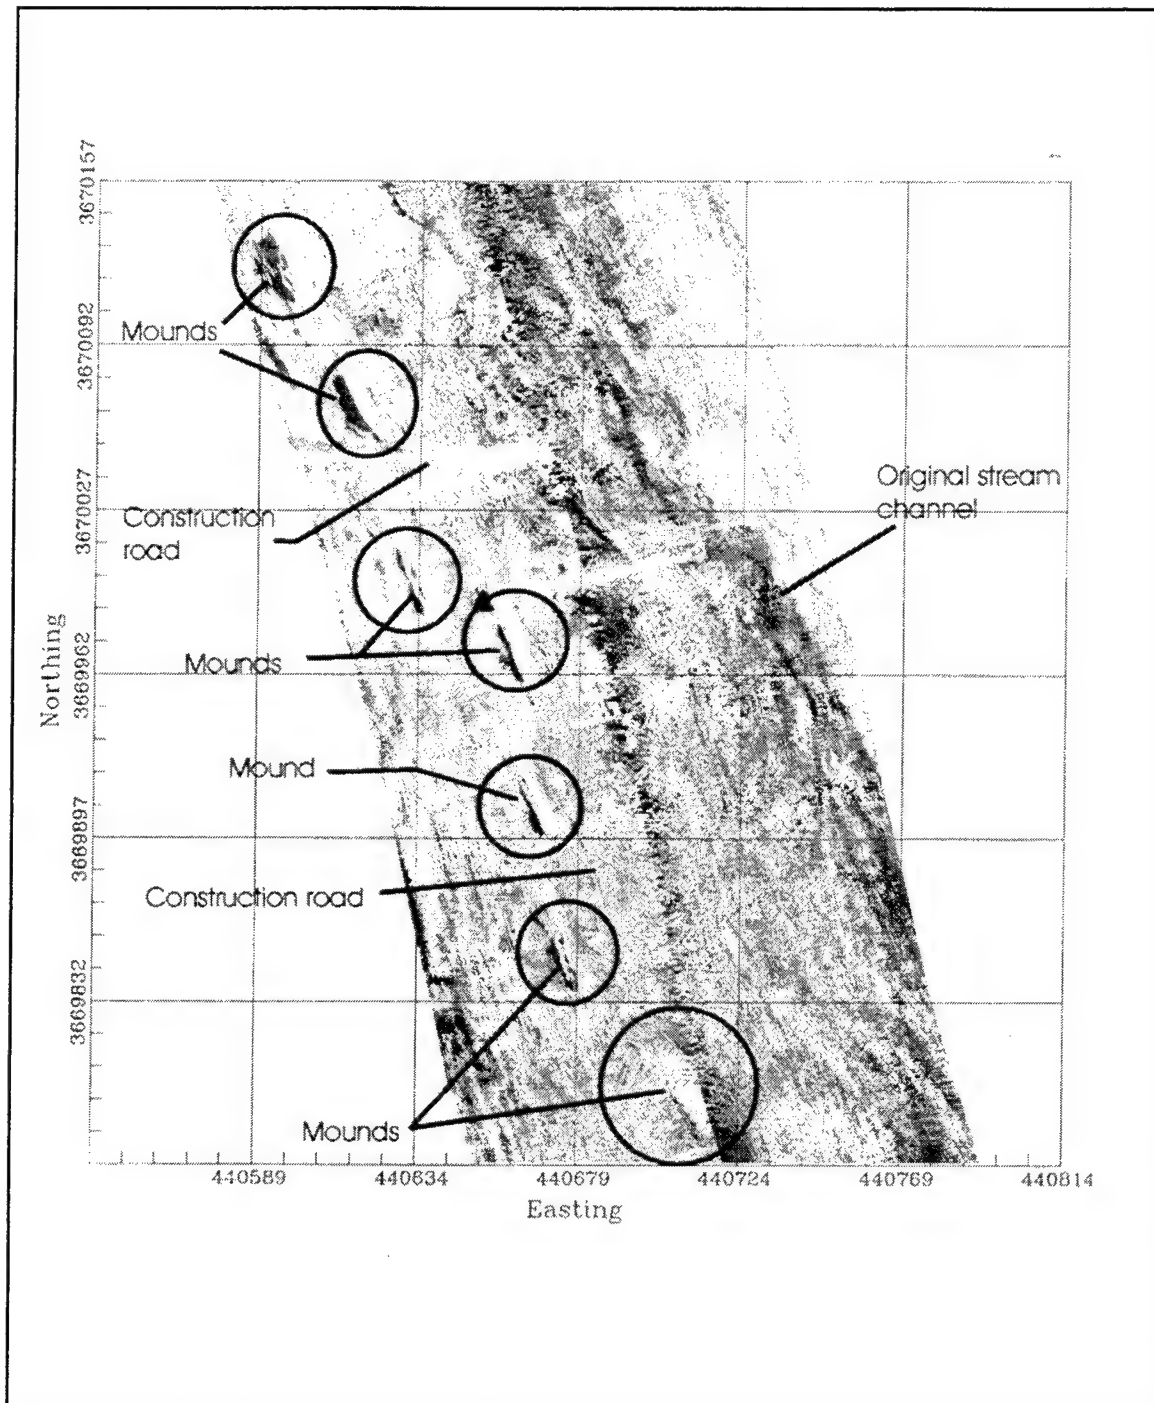 3670157
Mounds
3670092
Original stream
channel
3670027
Construction
road
Mounds
3669962
Northing
Mound
3669897
Construction road
3669832
Mounds
440589
440634
440679
440724
440769
440814
Easting